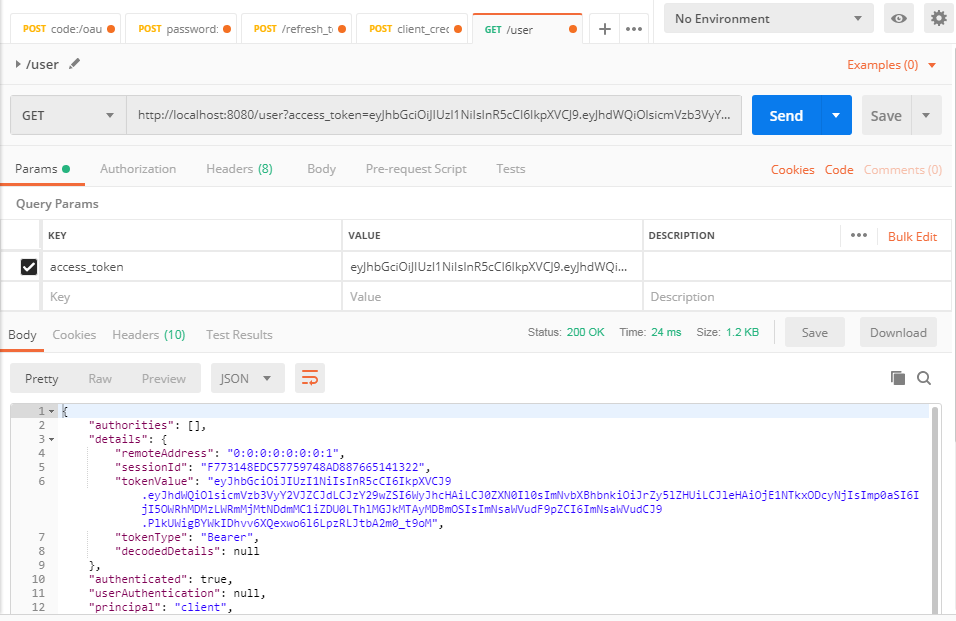 POST code:/oau POST password: POST /refresh_t POST client_cred GET /user No Environment
/user Examples (0)
GET http://localhost:8080/user?access_token=eyJhbGciOiJIUzI1NiIsInR5cCI6IkpXVCJ9.eyJhdWQiOlsicmVzb3VyY... Send Save
Params Authorization Headers (8) Body Pre-request Script Tests Cookies Code Comments (0)
Query Params
KEY VALUE DESCRIPTION ••• Bulk Edit
access_token eyJhbGciOiJIUzI1NiIsInR5cCI6IkpXVCJ9.eyJhdWQi...
Key Value Description
Body Cookies Headers (10) Test Results Status: 200 OK Time: 24 ms Size: 1.2 KB Save Download
Pretty Raw Preview JSON
1 {
2 "authorities": [],
3 "details": {
4 "remoteAddress": "0:0:0:0:0:0:0:1",
5 "sessionId": "F773148EDC57759748AD887665141322",
6 "tokenValue": "eyJhbGciOiJIUzI1NiIsInR5cCI6IkpXVCJ9
.eyJhdWQiOlsicmVzb3VyY2VJZCJdLCJzY29wZSI6WyJhcHAiLCJ0ZXN0Il0sImNvbXBhbnkiOiJrZy5lZHUiLCJleHAiOjE1NTkxODcyNjIsImp0aSI6I
jI5OWRhMDMzLWRmMjMtNDdmMC1iZDU0LThlMGJkMTAyMDBmOSIsImNsaWVudF9pZCI6ImNsaWVudCJ9
.PlkUWigBYWkIDhvv6XQexwo6l6LpzRLJtbA2m0_t9oM",
7 "tokenType": "Bearer",
8 "decodedDetails": null
9 },
10 "authenticated": true,
11 "userAuthentication": null,
12 "principal": "client",